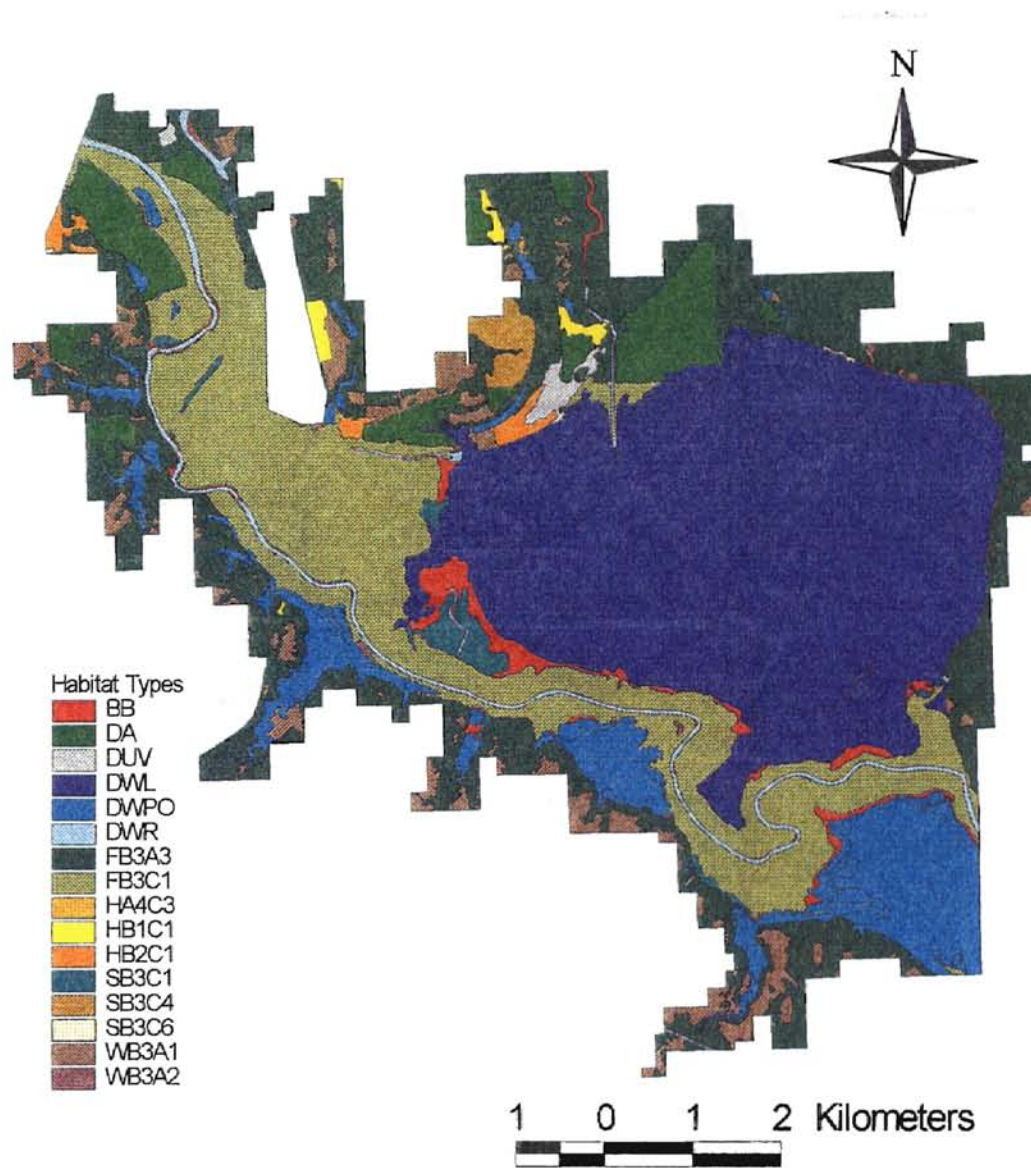 N
Habitat Types
BB
DA
DUV
DWL
DWPO
DWR
FB3A3
FB3C1
HA4C3
HB1C1
HB2C1
SB3C1
SB3C4
SB3C6
WB3A1
WB3A2
1 0 1 2 Kilometers